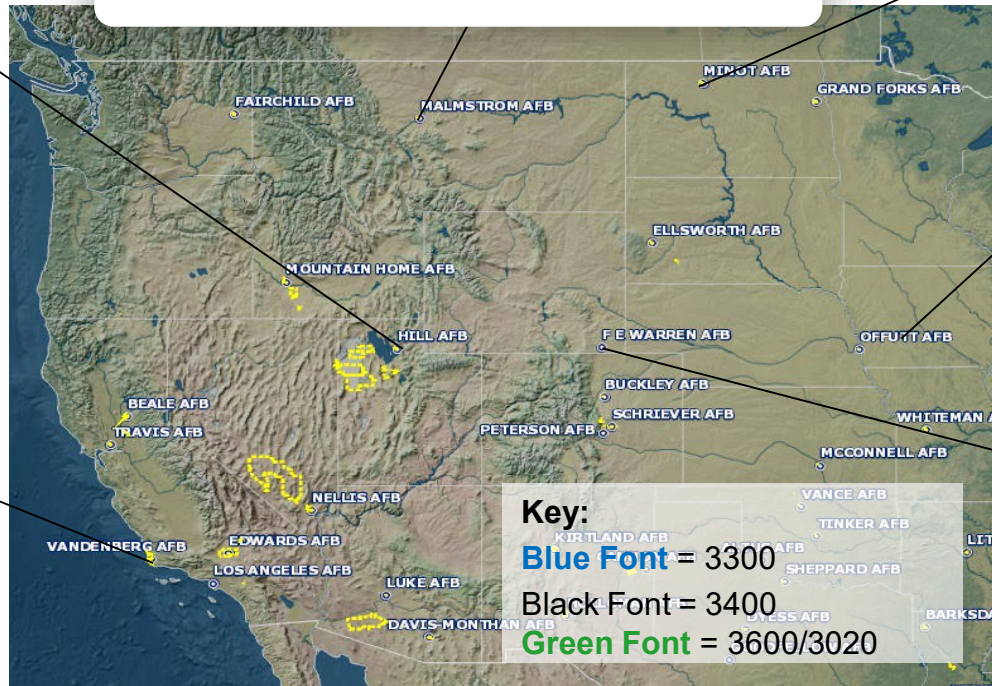 MINOT AFB
GRAND FORKS AFB
FAIRCHILD AFB
MALMSTROM AFB
ELLSWORTH AFB
MOUNTAIN HOME AFB
HILL AFB
F E WARREN AFB
OFFUTT AFB
BUCKLEY AFB
BEALE AFB
SCHRIEVER AFB
WHITEMAN A
TRAVIS AFB
PETERSON AFB
MCCONNELL AFB
NELLIS AFB
VANCE AFB
Key:
TINKER AFB
KIRTLAND AFB
EDWARDS AFB
VANDENBERG AFB
LIT
Blue Font = 3300
LOS ANGELES AFB
SHEPPARD AFB
LUKE AFB
Black Font = 3400
DAVIS-MONTHAN AFB
DYESS AFB
BARKSDA
Green Font = 3600/3020